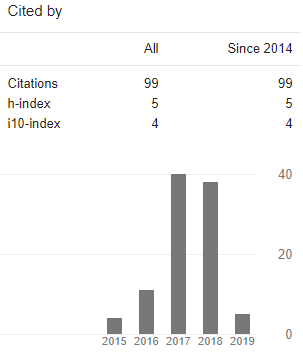 Cited by
All Since 2014
Citations 99 99
h-index 5 5
i10-index 4 4
40
20
0
2015 2016 2017 2018 2019